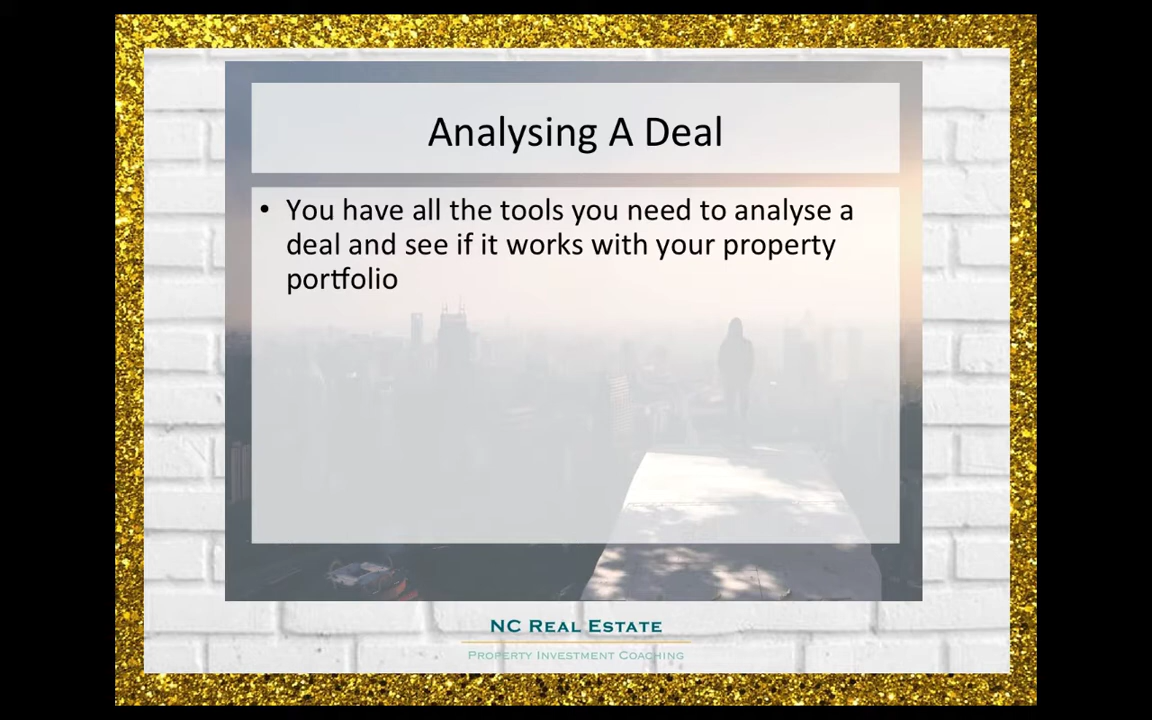 Analysing A Deal
• You have all the tools you need to analyse a
deal and see if it works with your property
portfolio
NC Real Estate
Property Investment Coaching